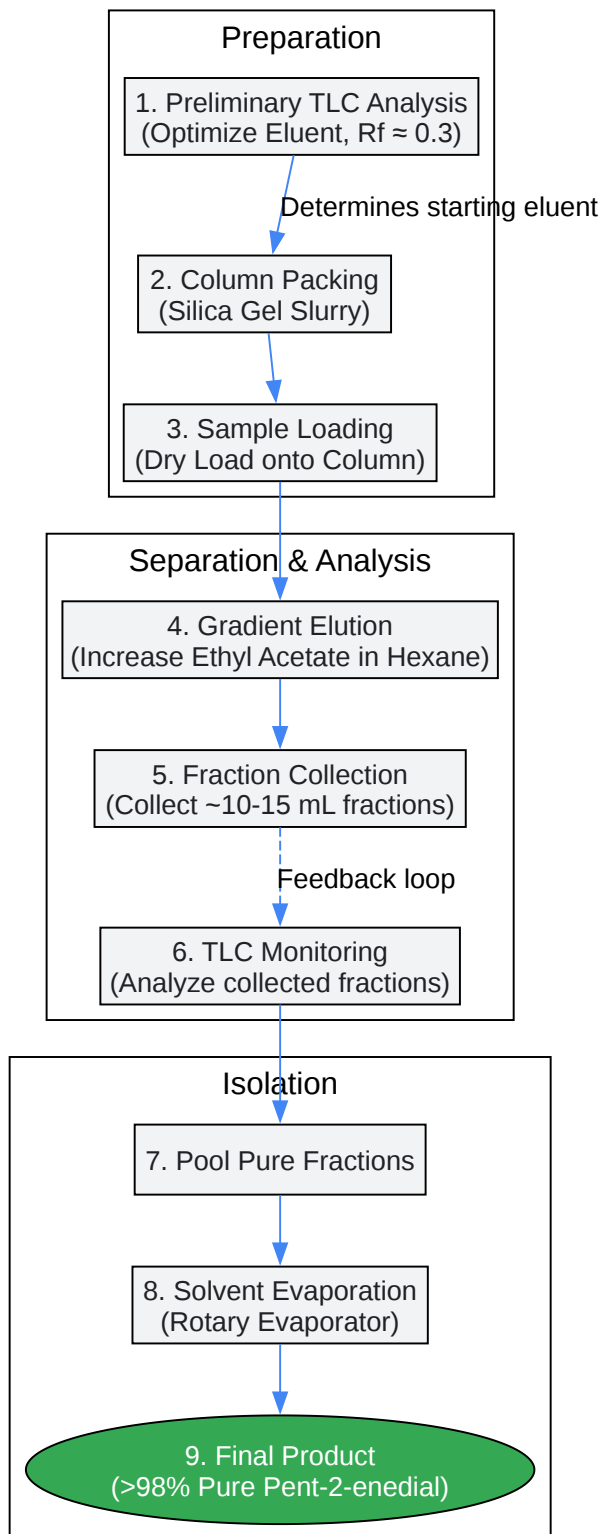 Preparation
1. Preliminary TLC Analysis
(Optimize Eluent, Rf ≈ 0.3)
Determines starting eluent
2. Column Packing
(Silica Gel Slurry)
3. Sample Loading
(Dry Load onto Column)
Separation & Analysis
4. Gradient Elution
(Increase Ethyl Acetate in Hexane)
5. Fraction Collection
(Collect ~10-15 mL fractions)
Feedback loop
6. TLC Monitoring
(Analyze collected fractions)
Isolation
7. Pool Pure Fractions
8. Solvent Evaporation
(Rotary Evaporator)
9. Final Product
(>98% Pure Pent-2-enedial)